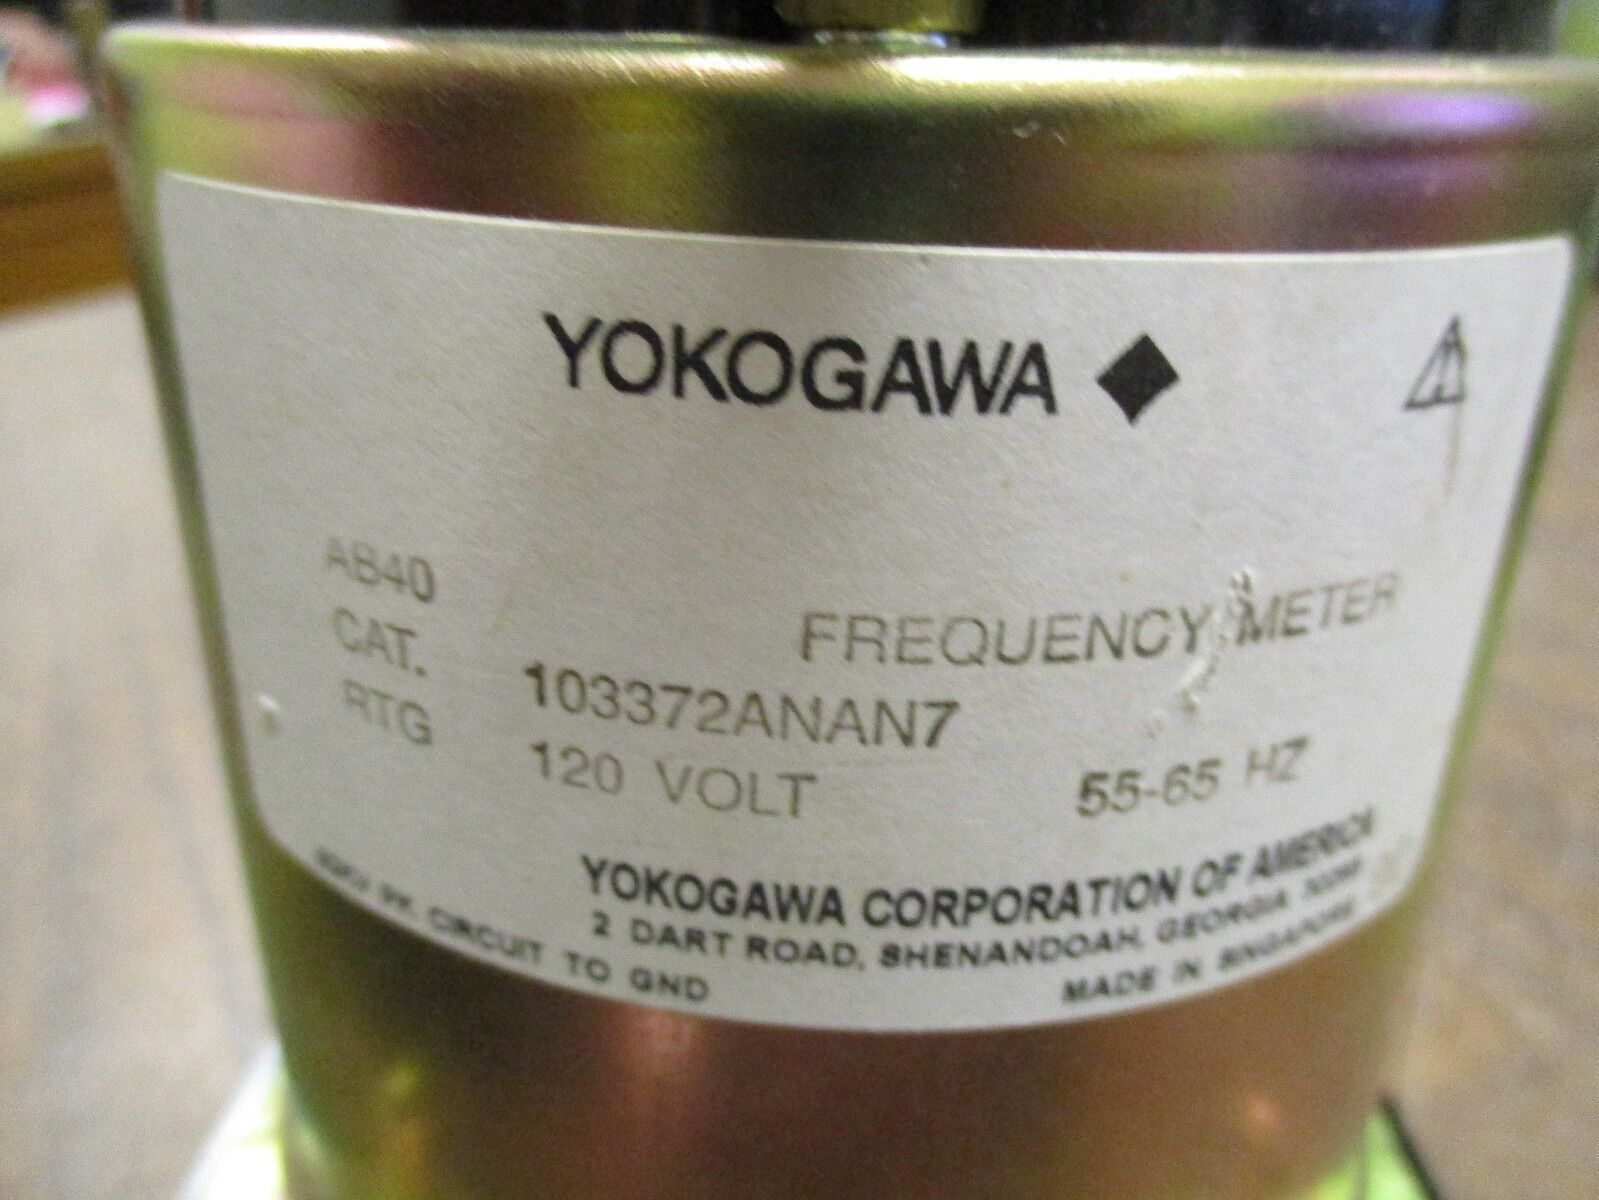 YOKOGAWA
AB40
FREQUENCY METER
CAT. 103372ANAN7
RTG 120 VOLT 55-65 HZ
YOKOGAWA CORPORATION OF AMERICA
2 DART ROAD, SHENANDOAH, GEORGIA
PK. CIRCUIT TO GND
MADE IN SINGAPORE